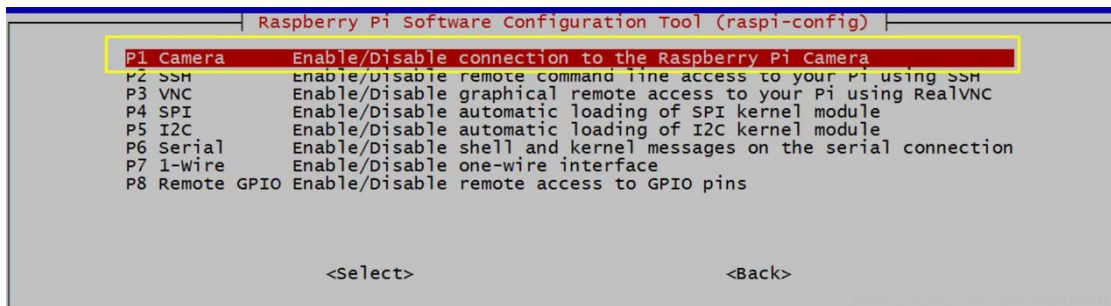 Raspberry Pi Software Configuration Tool (raspi-config)
P1 Camera Enable/Disable connection to the Raspberry Pi Camera
P2 SSH Enable/Disable remote command line access to your Pi using SSH
P3 VNC Enable/Disable graphical remote access to your Pi using RealVNC
P4 SPI Enable/Disable automatic loading of SPI kernel module
P5 I2C Enable/Disable automatic loading of I2C kernel module
P6 Serial Enable/Disable shell and kernel messages on the serial connection
P7 1-Wire Enable/Disable one-wire interface
P8 Remote GPIO Enable/Disable remote access to GPIO pins
<Select> <Back>